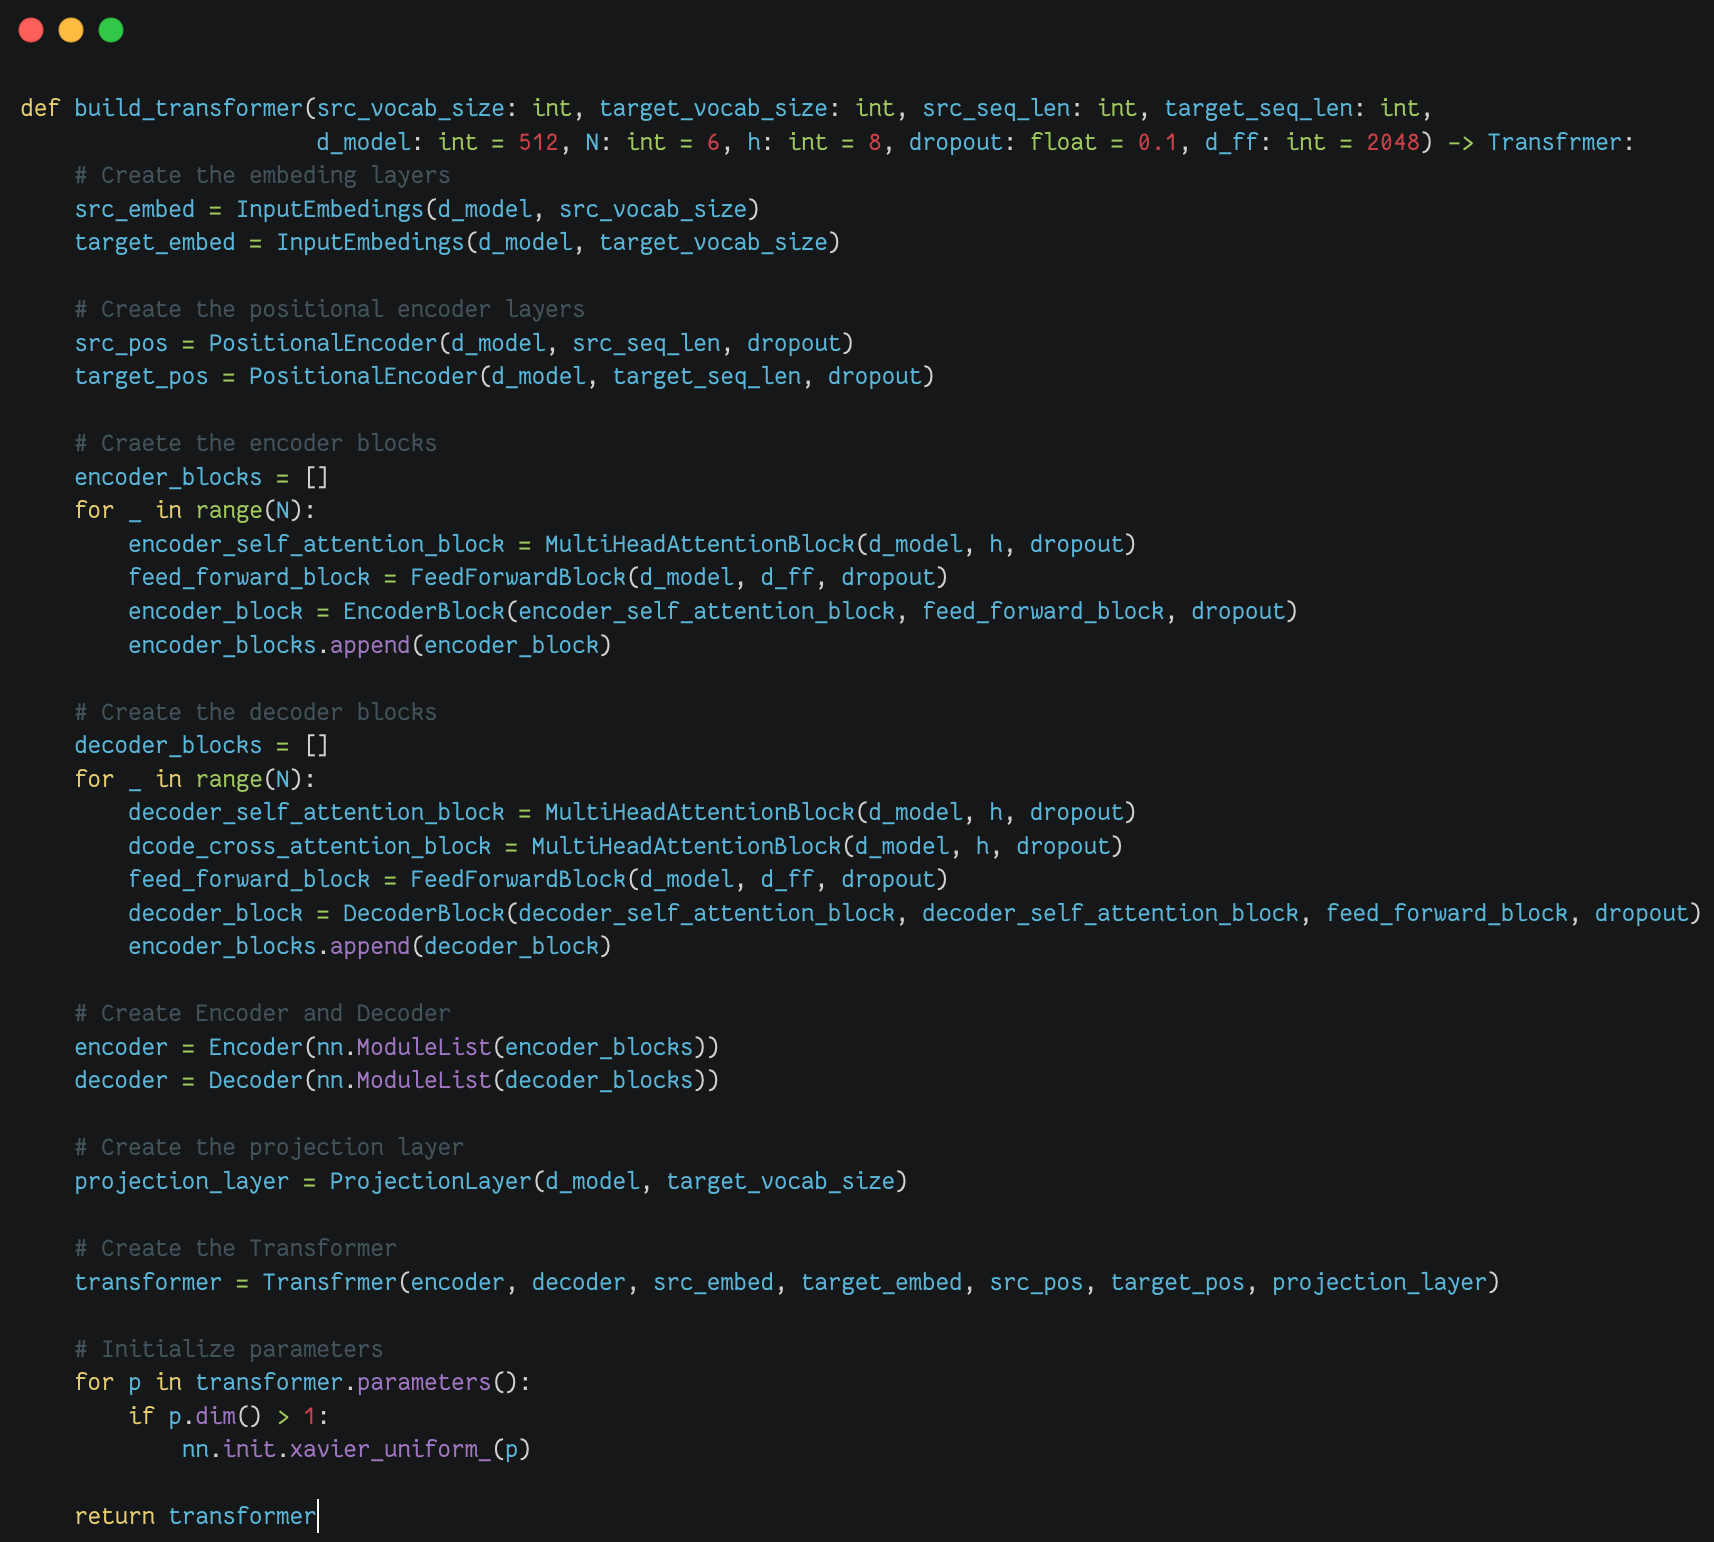 def build_transformer(src_vocab_size: int, target_vocab_size: int, src_seq_len: int, target_seq_len: int,
                      d_model: int = 512, N: int = 6, h: int = 8, dropout: float = 0.1, d_ff: int = 2048) -> Transfrmer:
    # Create the embeding layers
    src_embed = InputEmbedings(d_model, src_vocab_size)
    target_embed = InputEmbedings(d_model, target_vocab_size)

    # Create the positional encoder layers
    src_pos = PositionalEncoder(d_model, src_seq_len, dropout)
    target_pos = PositionalEncoder(d_model, target_seq_len, dropout)

    # Craete the encoder blocks
    encoder_blocks = []
    for _ in range(N):
        encoder_self_attention_block = MultiHeadAttentionBlock(d_model, h, dropout)
        feed_forward_block = FeedForwardBlock(d_model, d_ff, dropout)
        encoder_block = EncoderBlock(encoder_self_attention_block, feed_forward_block, dropout)
        encoder_blocks.append(encoder_block)

    # Create the decoder blocks
    decoder_blocks = []
    for _ in range(N):
        decoder_self_attention_block = MultiHeadAttentionBlock(d_model, h, dropout)
        dcode_cross_attention_block = MultiHeadAttentionBlock(d_model, h, dropout)
        feed_forward_block = FeedForwardBlock(d_model, d_ff, dropout)
        decoder_block = DecoderBlock(decoder_self_attention_block, decoder_self_attention_block, feed_forward_block, dropout)
        encoder_blocks.append(decoder_block)

    # Create Encoder and Decoder
    encoder = Encoder(nn.ModuleList(encoder_blocks))
    decoder = Decoder(nn.ModuleList(decoder_blocks))

    # Create the projection layer
    projection_layer = ProjectionLayer(d_model, target_vocab_size)

    # Create the Transformer
    transformer = Transfrmer(encoder, decoder, src_embed, target_embed, src_pos, target_pos, projection_layer)

    # Initialize parameters
    for p in transformer.parameters():
        if p.dim() > 1:
            nn.init.xavier_uniform_(p)

    return transformer